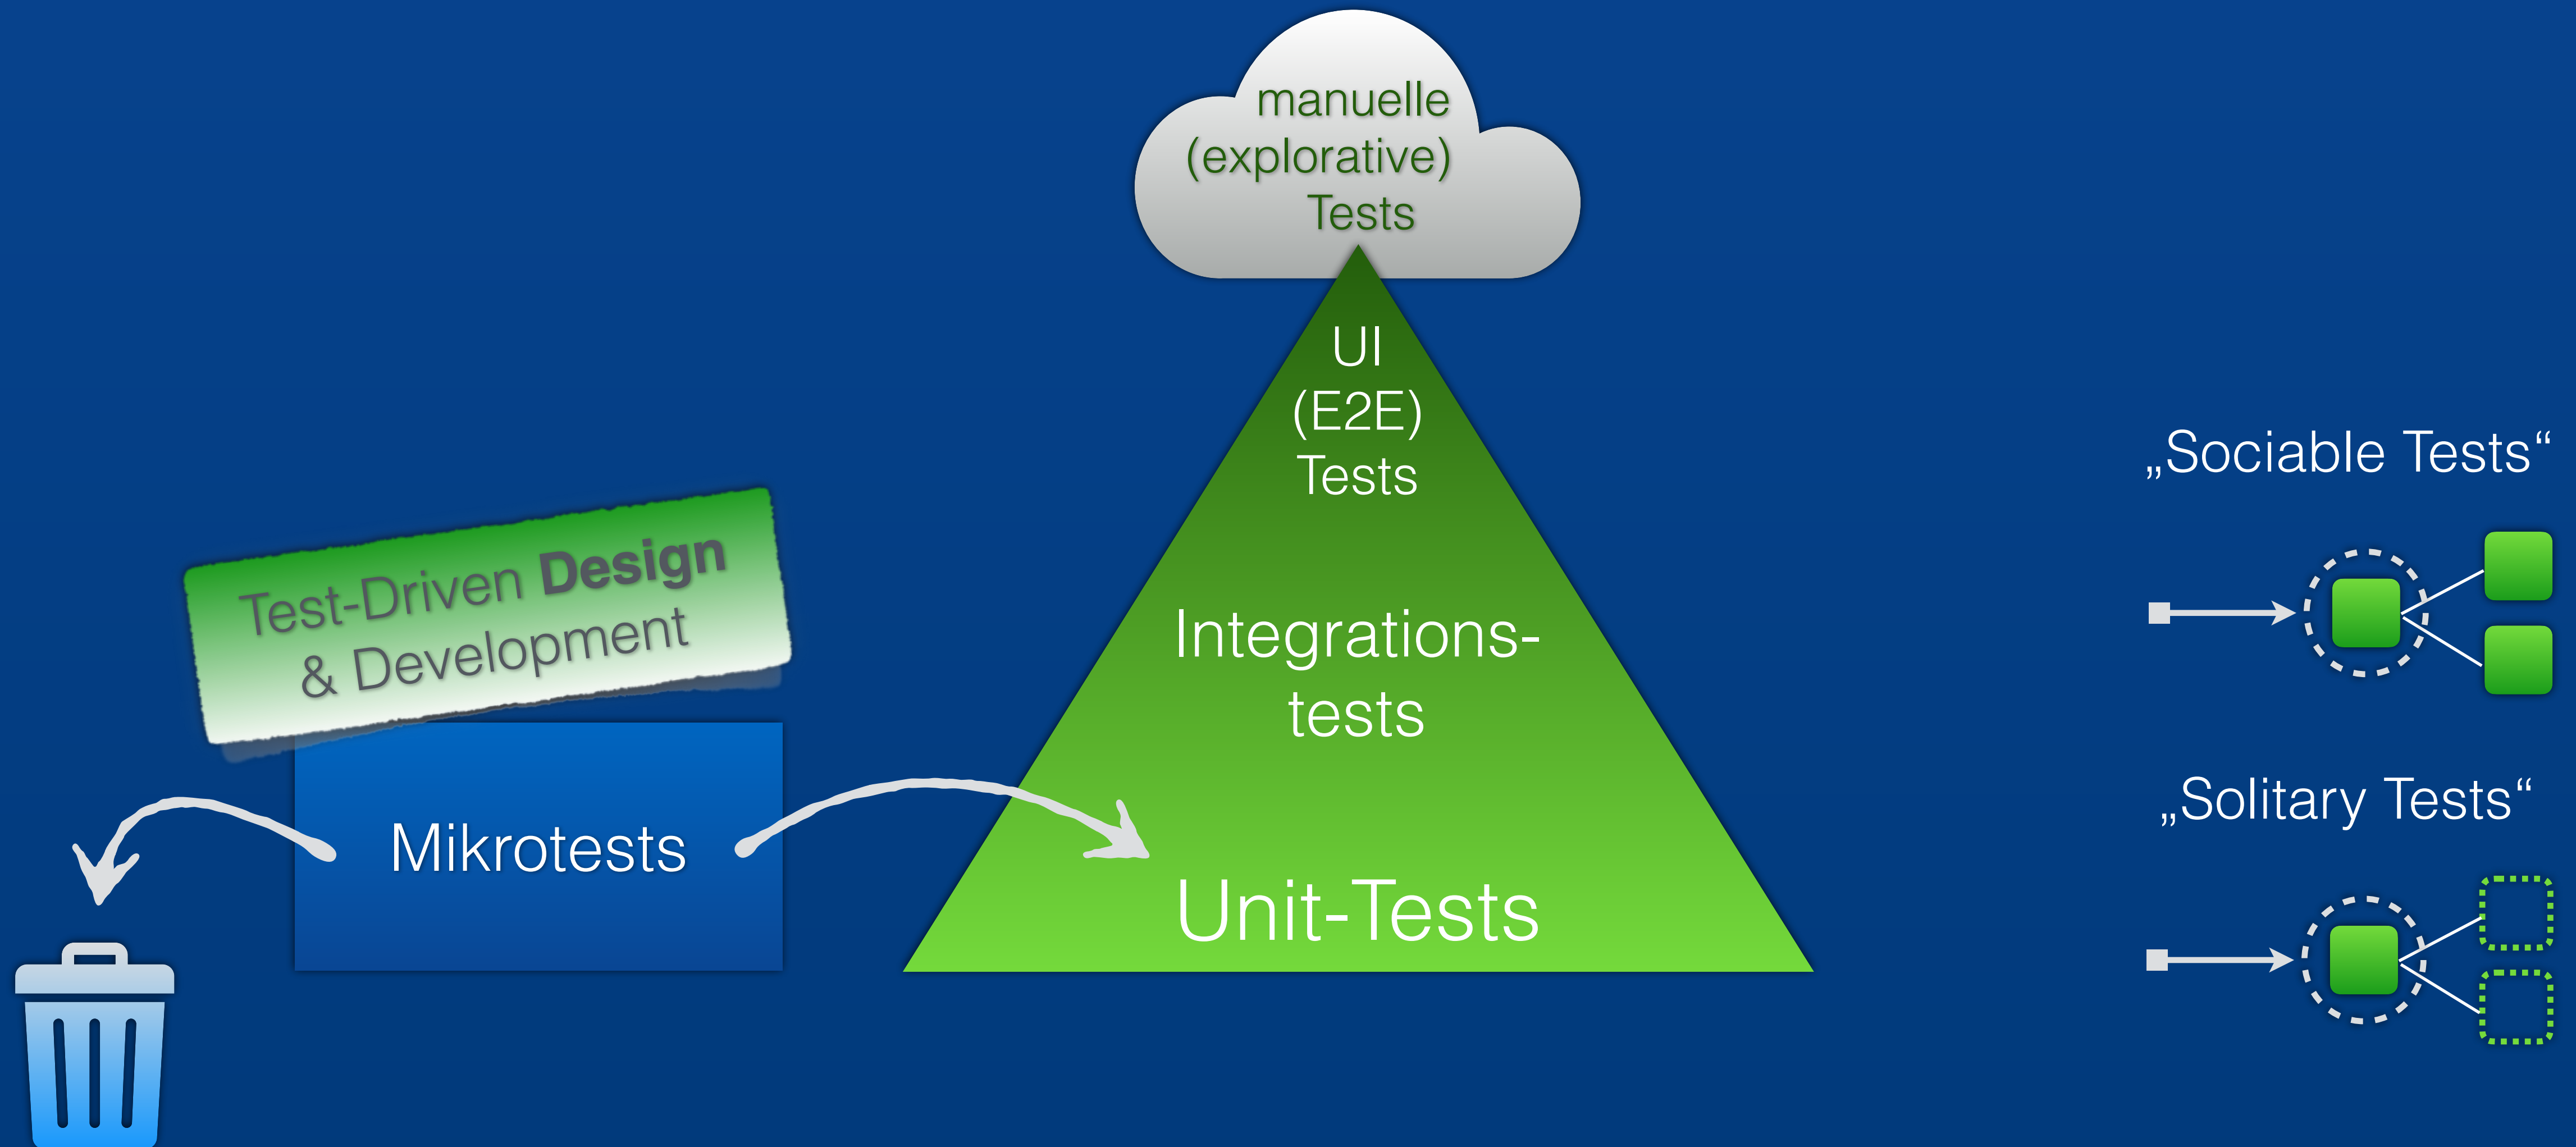 manuelle
(explorative)
Tests
UI
(E2E)
Tests
Integrations-
tests
Unit-Tests
Test-Driven Design
& Development
Mikrotests
„Sociable Tests“
„Solitary Tests“